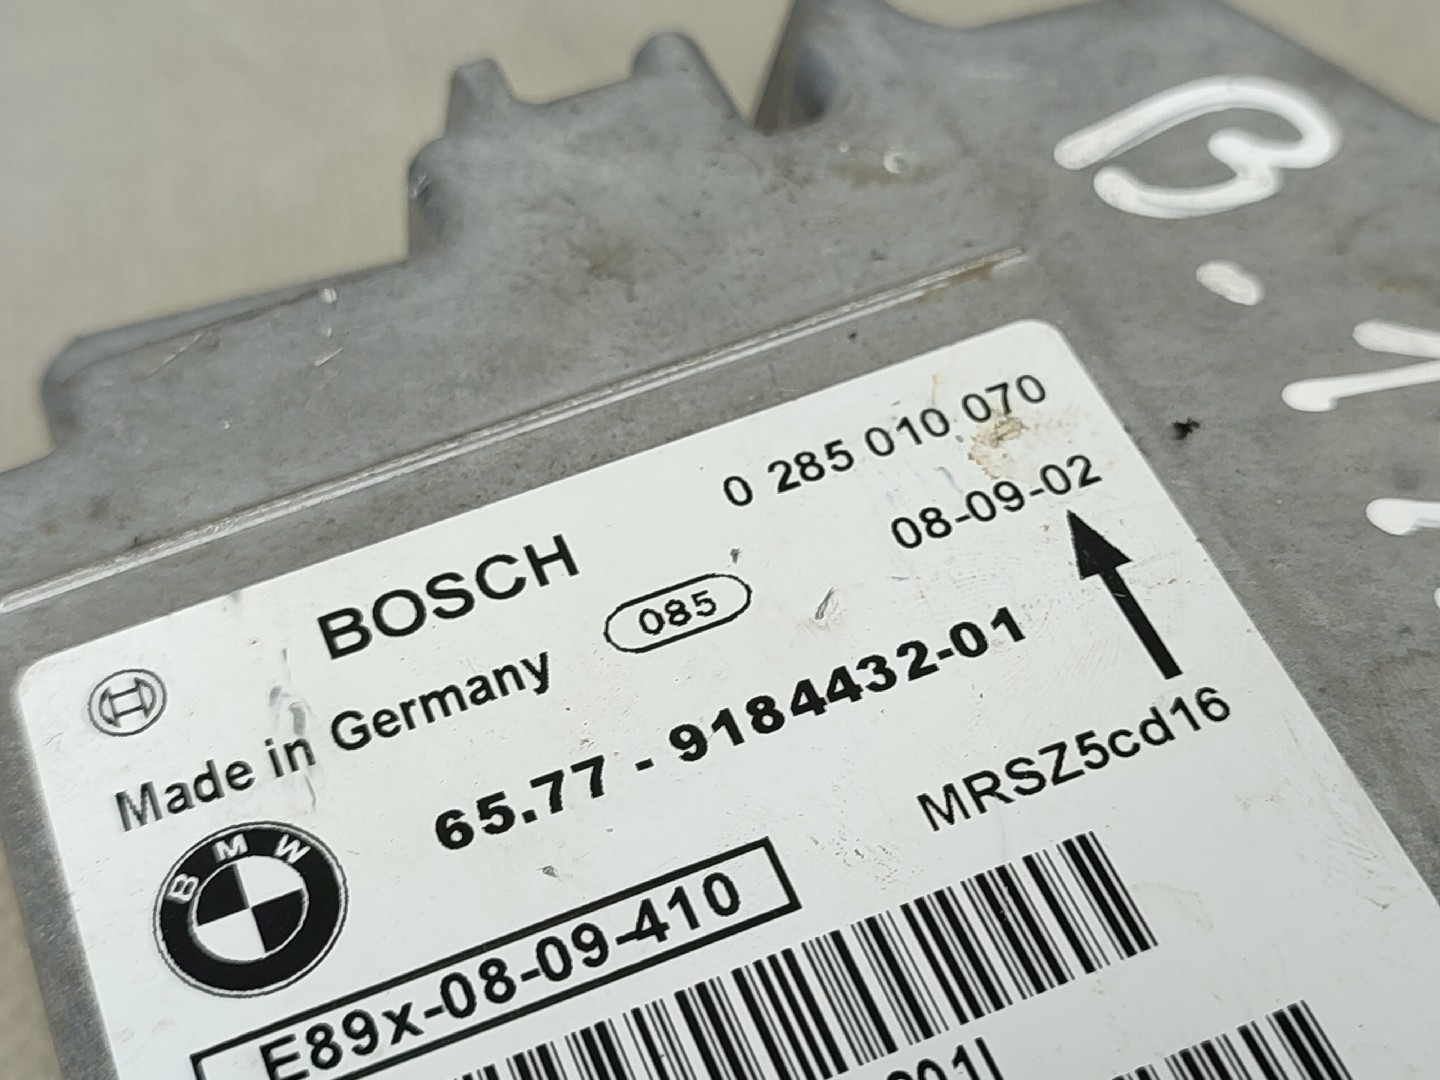 0 285 010 070
08-09-02
BOSCH
085
Made in Germany
65.77 - 9184432-01
MRSZ5cd16
BMW
E89x-08-09-410